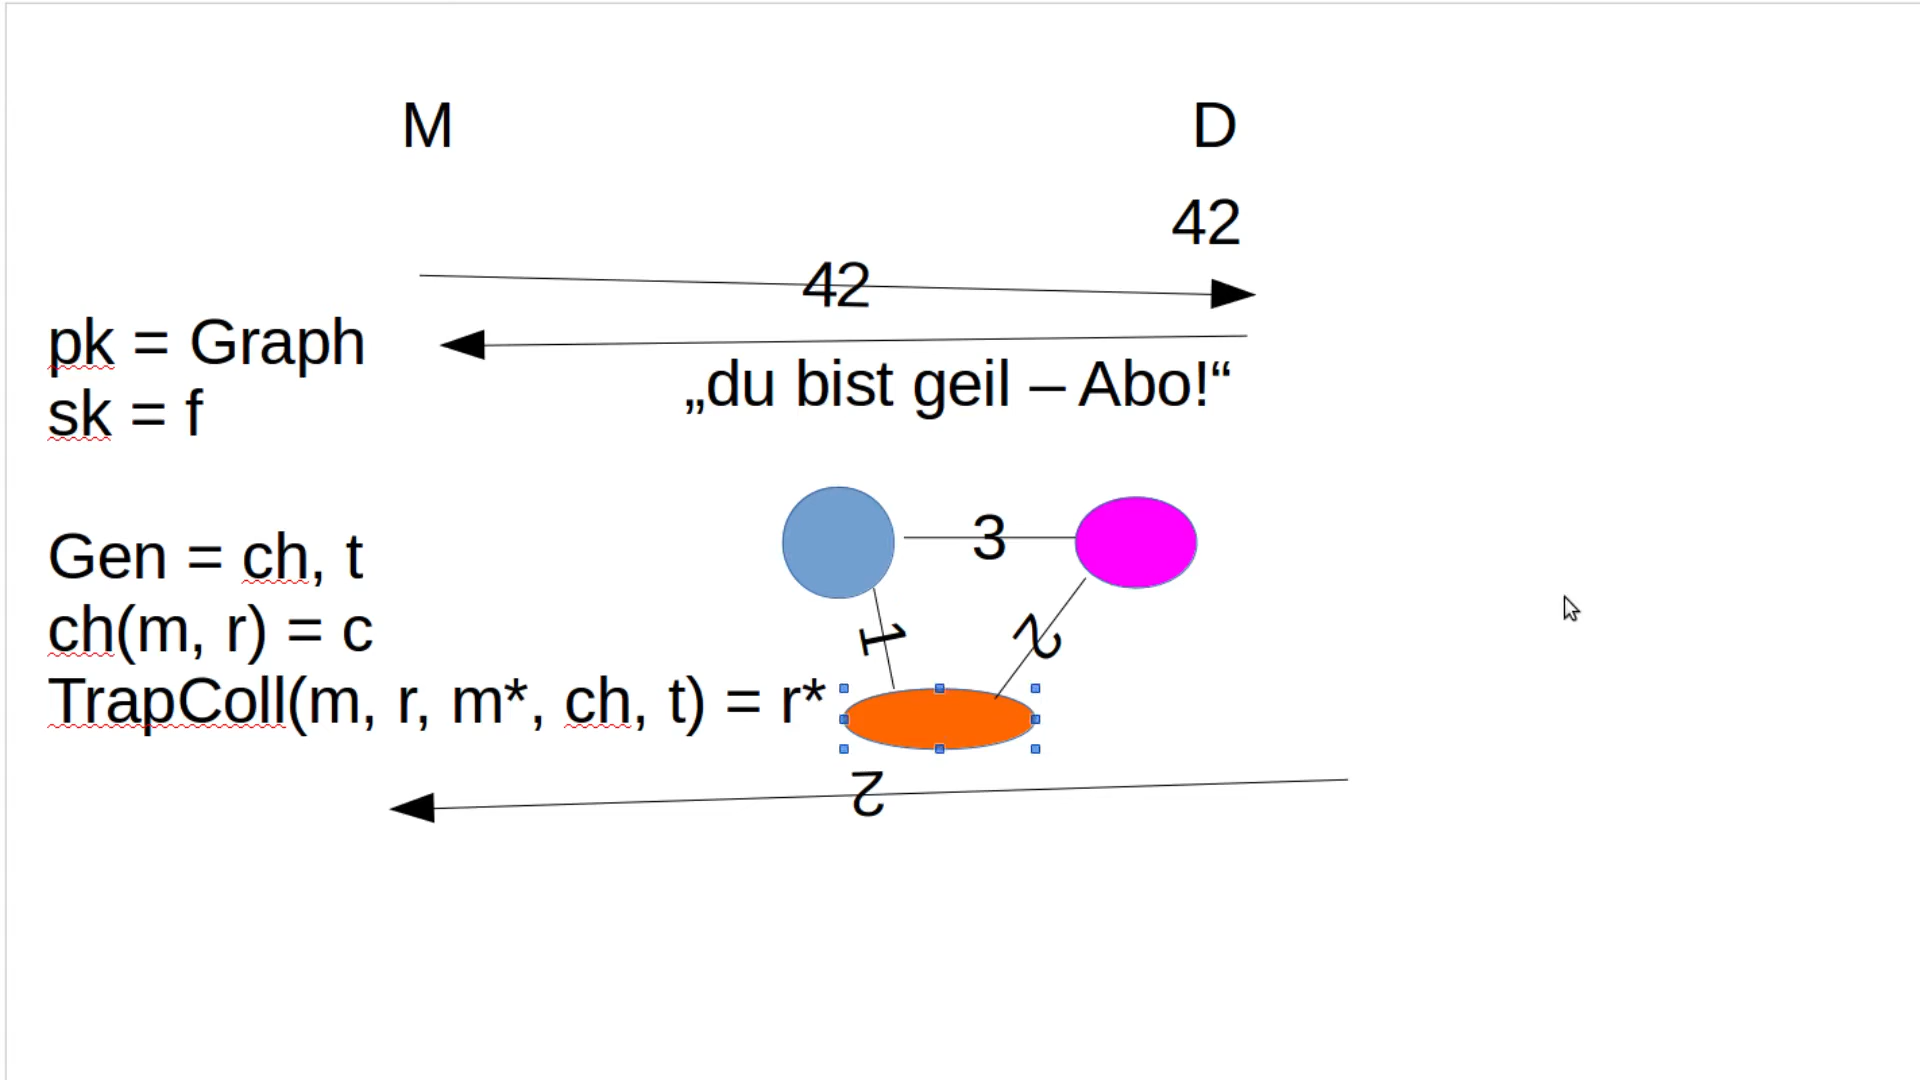 M
D
42
42
pk = Graph
„du bist geil – Abo!“
sk = f
3
Gen = ch, t
ch(m, r) = c
1
2
TrapColl(m, r, m*, ch, t) = r*
2